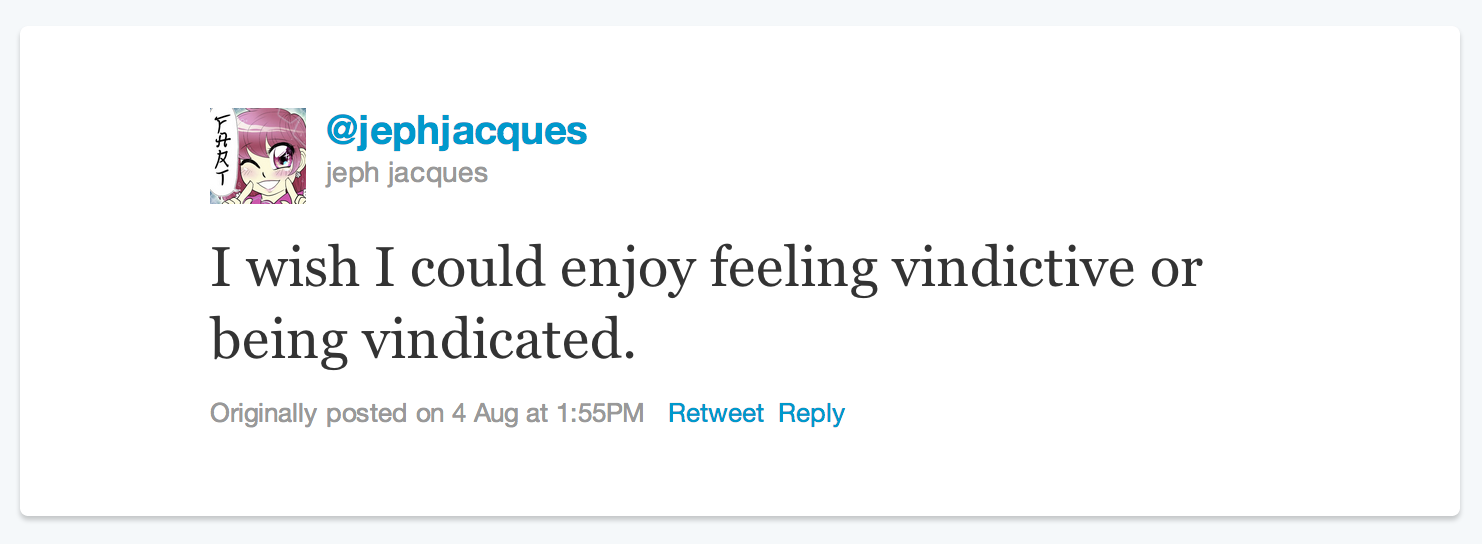 FART
@jephjacques
jeph jacques
I wish I could enjoy feeling vindictive or
being vindicated.
Originally posted on 4 Aug at 1:55PM Retweet Reply